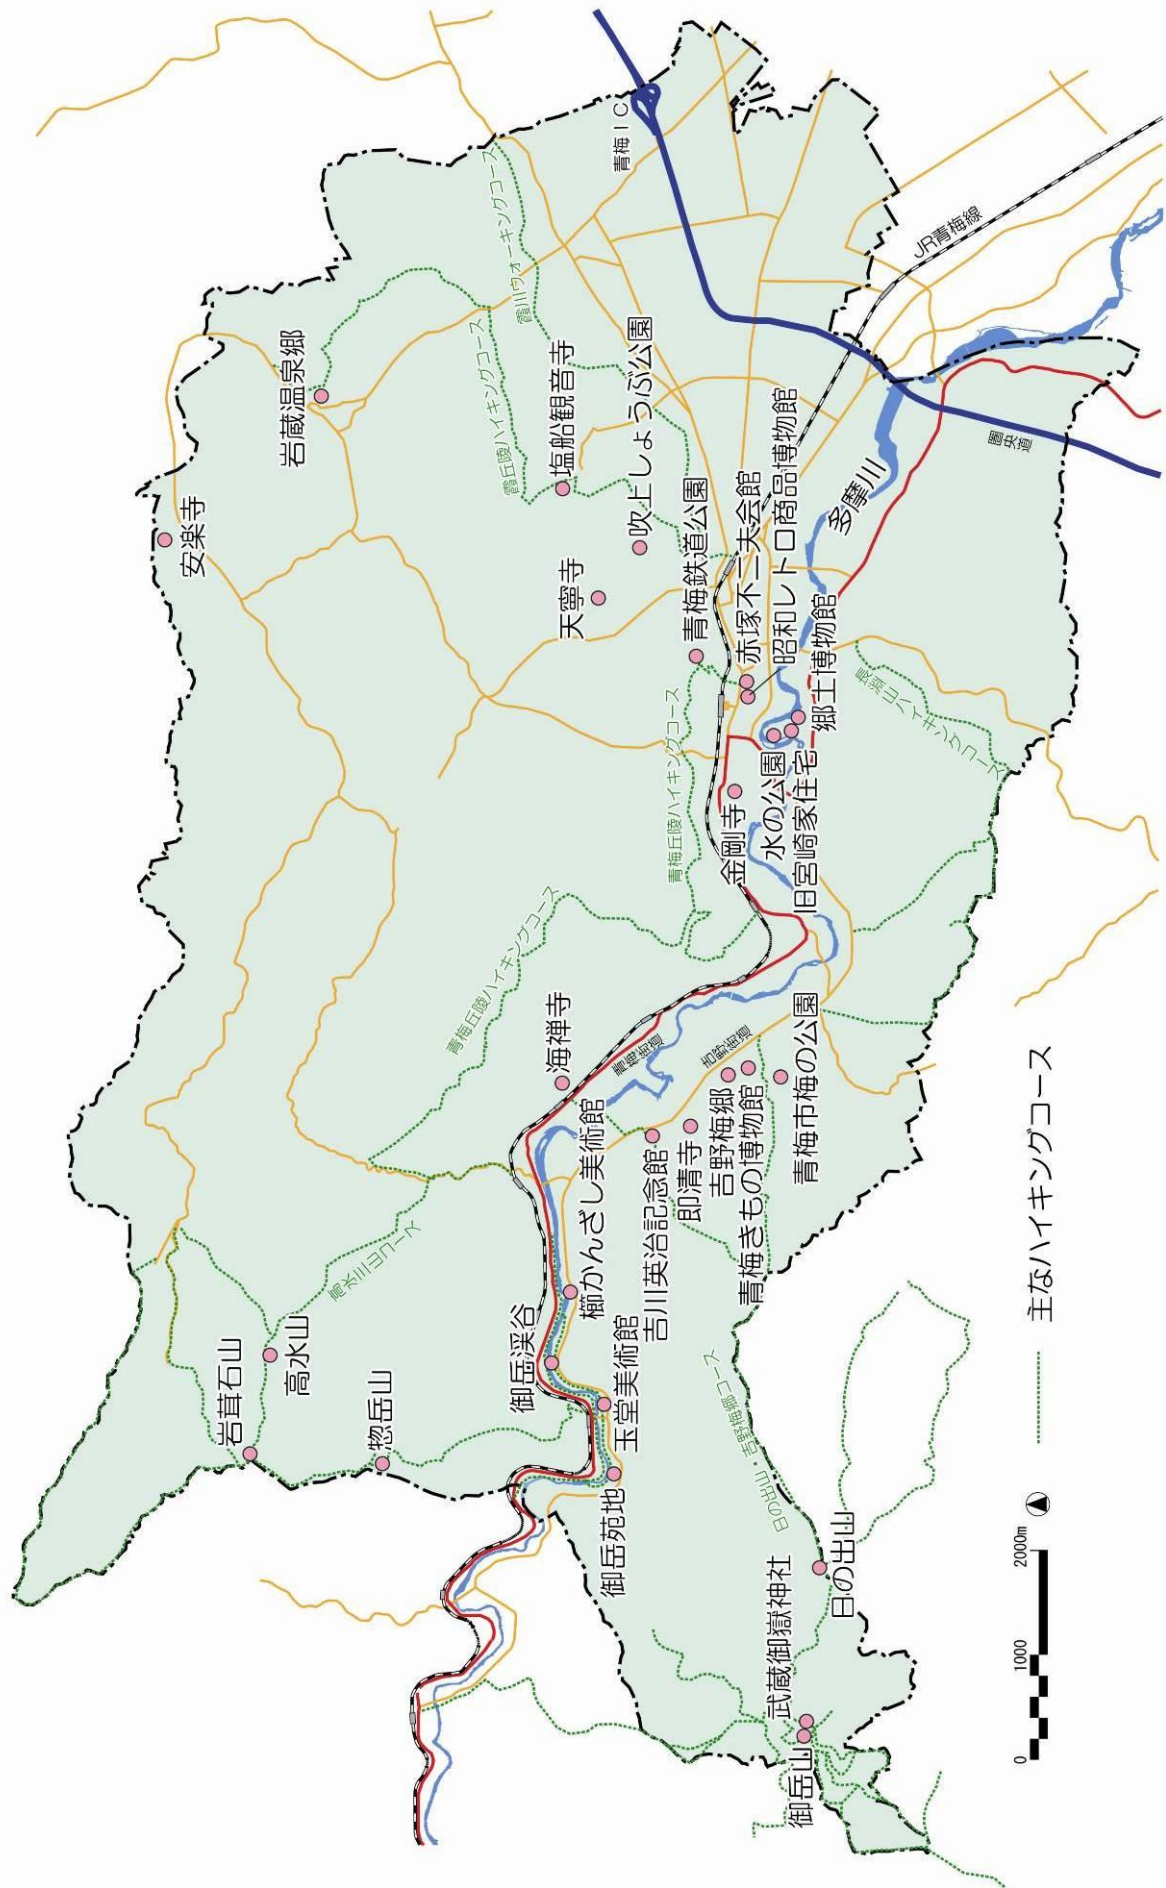 岩茸石山
高水山
惣岳山
高水三山コース
御岳渓谷
御岳苑地
玉堂美術館
櫛かんざし美術館
海禅寺
青梅丘陵ハイキングコース
吉川英治記念館
即清寺
吉野梅郷
青梅きもの博物館
青梅市梅の公園
青梅街道
吉野街道
日の出山・吉野梅郷コース
武蔵御嶽神社
御岳山
日の出山
安楽寺
岩蔵温泉郷
霞丘陵ハイキングコース
霞川ウォーキングコース
塩船観音寺
吹上しょうぶ公園
天寧寺
青梅鉄道公園
青梅丘陵ハイキングコース
赤塚不二夫会館
昭和レトロ商品博物館
郷土博物館
金剛寺
水の公園
旧宮崎家住宅
長淵山ハイキングコース
多摩川
青梅IC
JR青梅線
圏央道
0
1000
2000m
主なハイキングコース